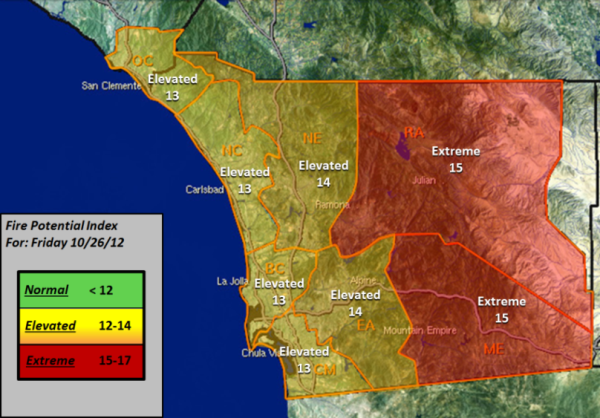 OC
Elevated
13
San Clemente
NC
Elevated
13
Carlsbad
NE
Elevated
14
Ramona
RA
Extreme
15
Julian
BC
Elevated
13
La Jolla
Alpine
Elevated
14
EA
Mountain Empire
Extreme
15
ME
Chula Vis
Elevated
13
CM
Fire Potential Index
For: Friday 10/26/12
Normal < 12
Elevated 12-14
Extreme 15-17